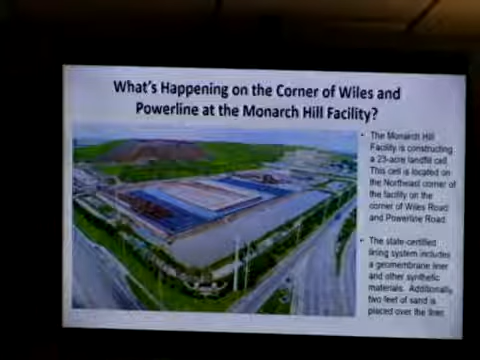 What's Happening on the Corner of Wiles and
Powerline at the Monarch Hill Facility?
• The Monarch Hill
Facility is constructing
a 23-acre landfill cell.
This cell is located on
the Northeast corner of
the facility on the
corner of Wiles Road
and Powerline Road.
• The state-certified
lining system includes
a geomembrane liner
and other synthetic
materials. Additionally
two feet of sand is
placed over the liner.